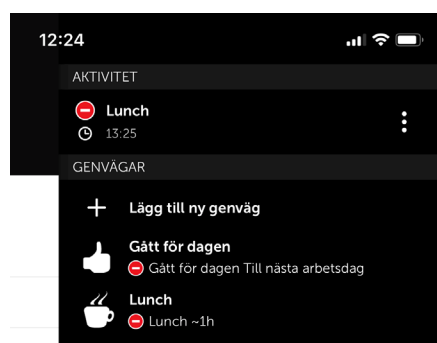 12:24
AKTIVITET
Lunch
13:25
GENVÄGAR
Lägg till ny genväg
Gått för dagen
Gått för dagen Till nästa arbetsdag
Lunch
Lunch ~1h